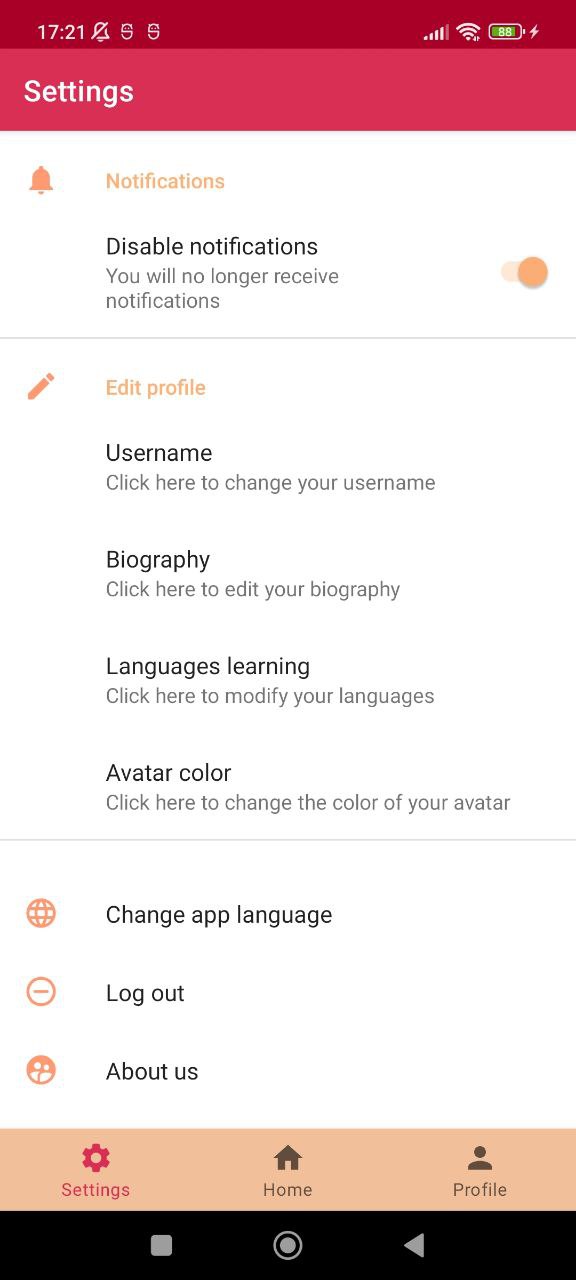 17:21
88
Settings
Notifications
Disable notifications
You will no longer receive
notifications
Edit profile
Username
Click here to change your username
Biography
Click here to edit your biography
Languages learning
Click here to modify your languages
Avatar color
Click here to change the color of your avatar
Change app language
Log out
About us
Settings
Home
Profile